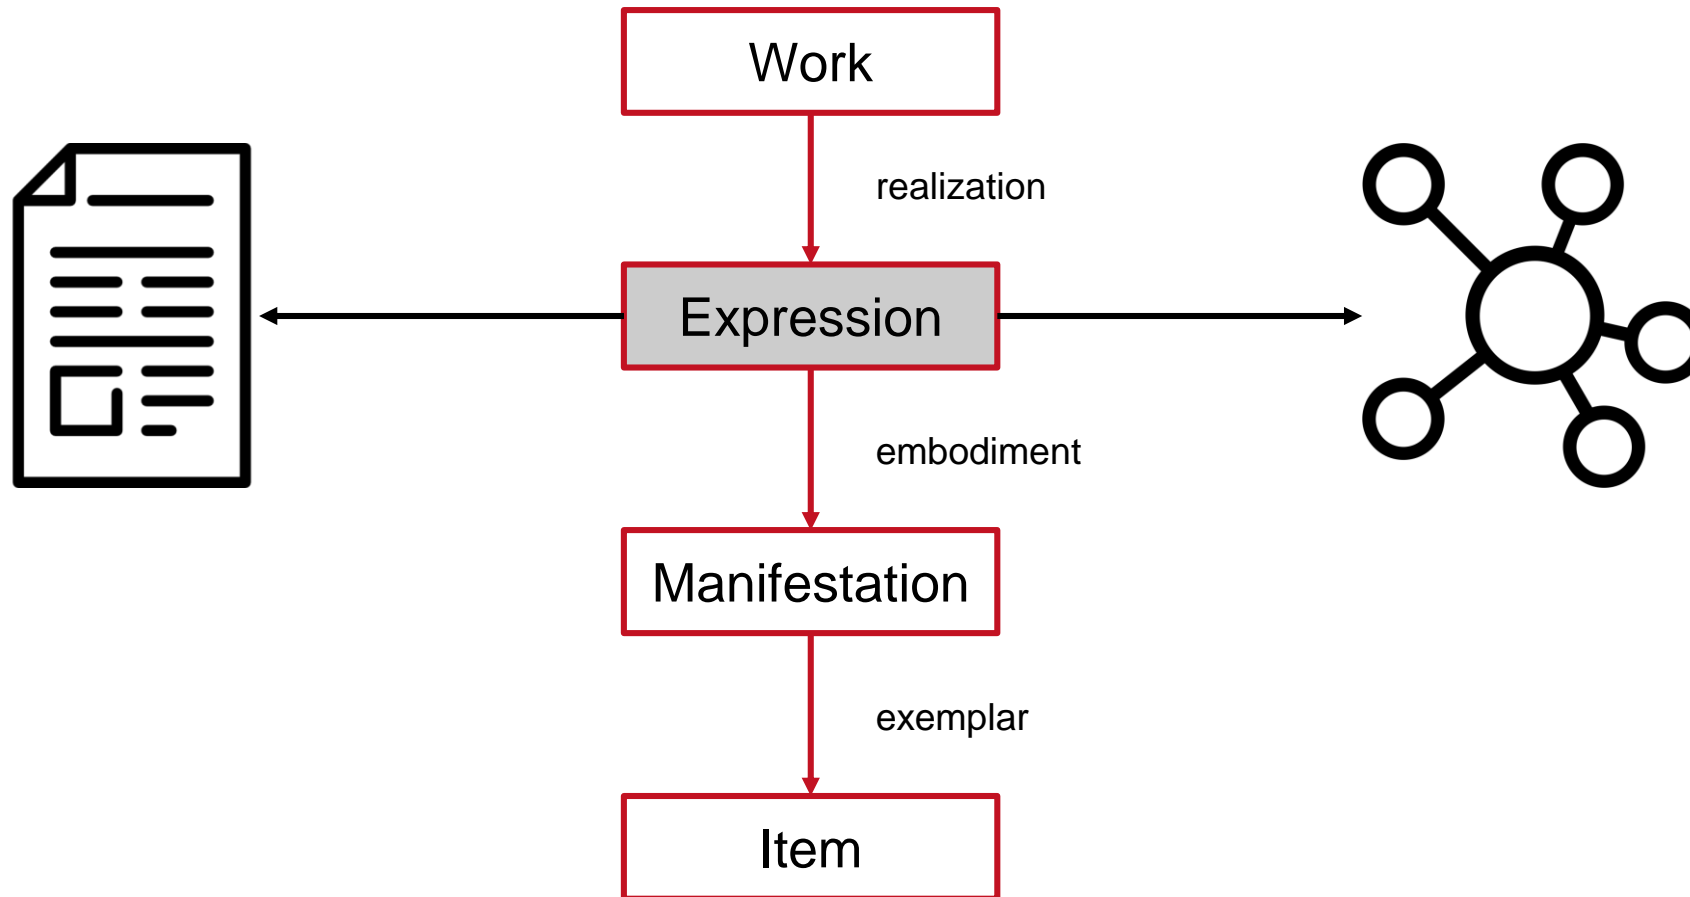 Work
realization
Expression
embodiment
Manifestation
exemplar
Item